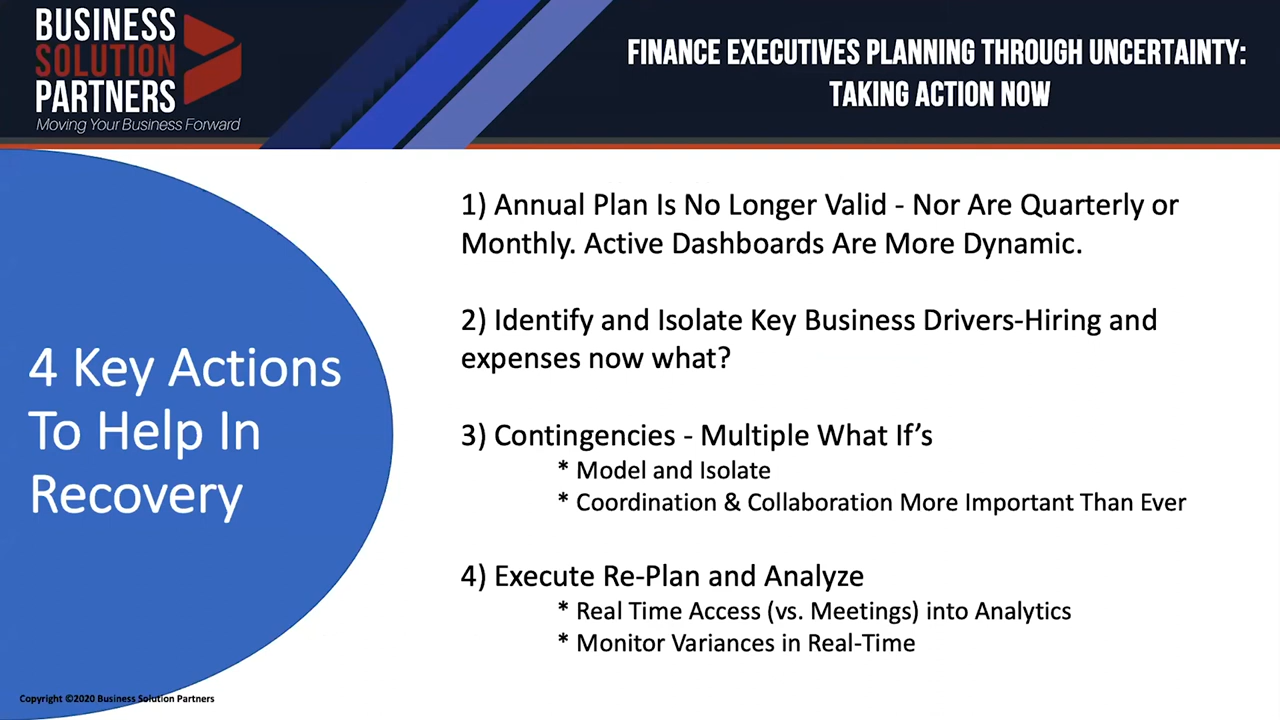 BUSINESS
SOLUTION
PARTNERS
Moving Your Business Forward
FINANCE EXECUTIVES PLANNING THROUGH UNCERTAINTY:
TAKING ACTION NOW
4 Key Actions
To Help In
Recovery
1) Annual Plan Is No Longer Valid - Nor Are Quarterly or
Monthly. Active Dashboards Are More Dynamic.
2) Identify and Isolate Key Business Drivers-Hiring and
expenses now what?
3) Contingencies - Multiple What If’s
* Model and Isolate
* Coordination & Collaboration More Important Than Ever
4) Execute Re-Plan and Analyze
* Real Time Access (vs. Meetings) into Analytics
* Monitor Variances in Real-Time
Copyright ©2020 Business Solution Partners